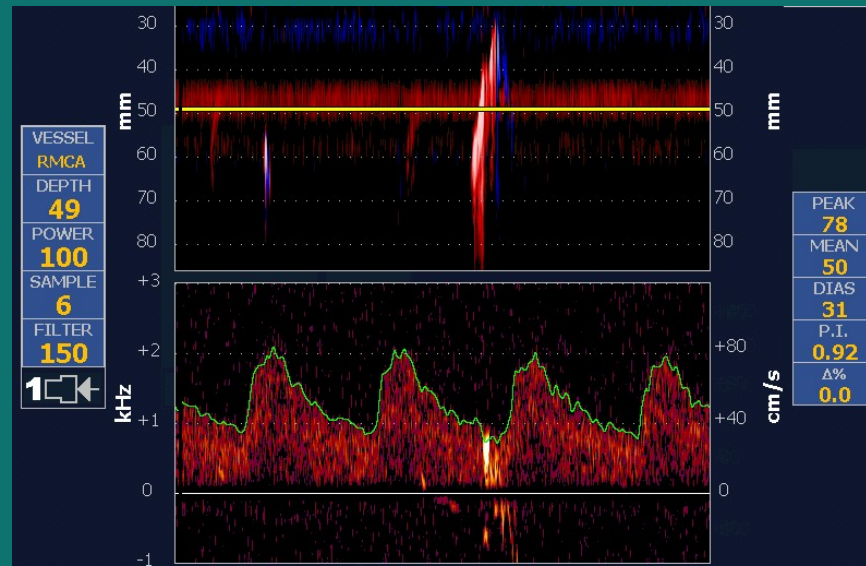 30
40
50
60
70
80
mm
30
40
50
60
70
80
mm
VESSEL
RMCA
DEPTH
49
POWER
100
SAMPLE
6
FILTER
150
1
PEAK
78
MEAN
50
DIAS
31
P.I.
0.92
Δ%
0.0
+3
+2
+1
0
-1
kHz
+80
+40
0
cm/s